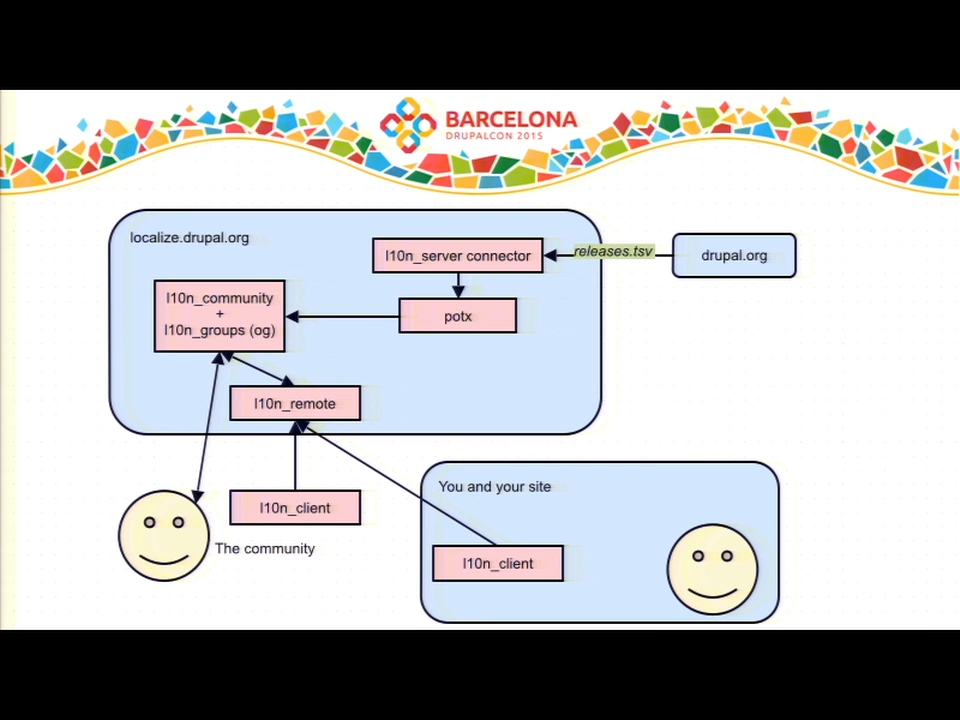 BARCELONA
DRUPALCON 2015
localize.drupal.org
l10n_server connector
releases.tsv
drupal.org
l10n_community
+
l10n_groups (og)
potx
l10n_remote
l10n_client
The community
You and your site
l10n_client